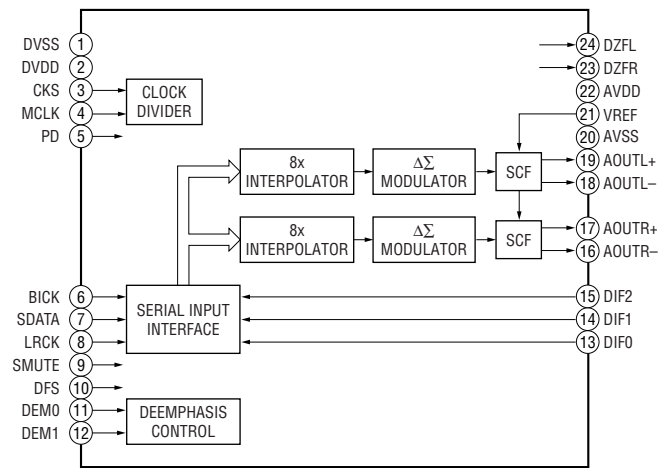 DVSS 1
DVDD 2
CKS 3
MCLK 4
PD 5
CLOCK
DIVIDER
24 DZFL
23 DZFR
22 AVDD
21 VREF
20 AVSS
19 AOUTL+
18 AOUTL–
17 AOUTR+
16 AOUTR–
8x
INTERPOLATOR
ΔΣ
MODULATOR
SCF
8x
INTERPOLATOR
ΔΣ
MODULATOR
SCF
BICK 6
SDATA 7
LRCK 8
SMUTE 9
DFS 10
DEM0 11
DEM1 12
SERIAL INPUT
INTERFACE
DEEMPHASIS
CONTROL
15 DIF2
14 DIF1
13 DIF0